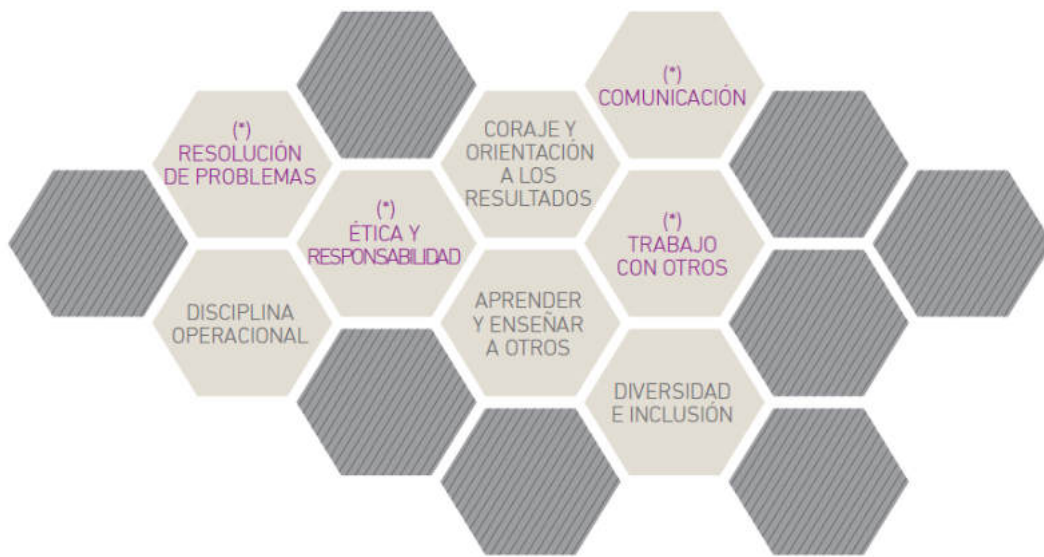 (*)
RESOLUCIÓN
DE PROBLEMAS
DISCIPLINA
OPERACIONAL
(*)
ÉTICA Y
RESPONSABILIDAD
CORAJE Y
ORIENTACIÓN
A LOS
RESULTADOS
APRENDER
Y ENSEÑAR
A OTROS
(*)
COMUNICACIÓN
(*)
TRABAJO
CON OTROS
DIVERSIDAD
E INCLUSIÓN